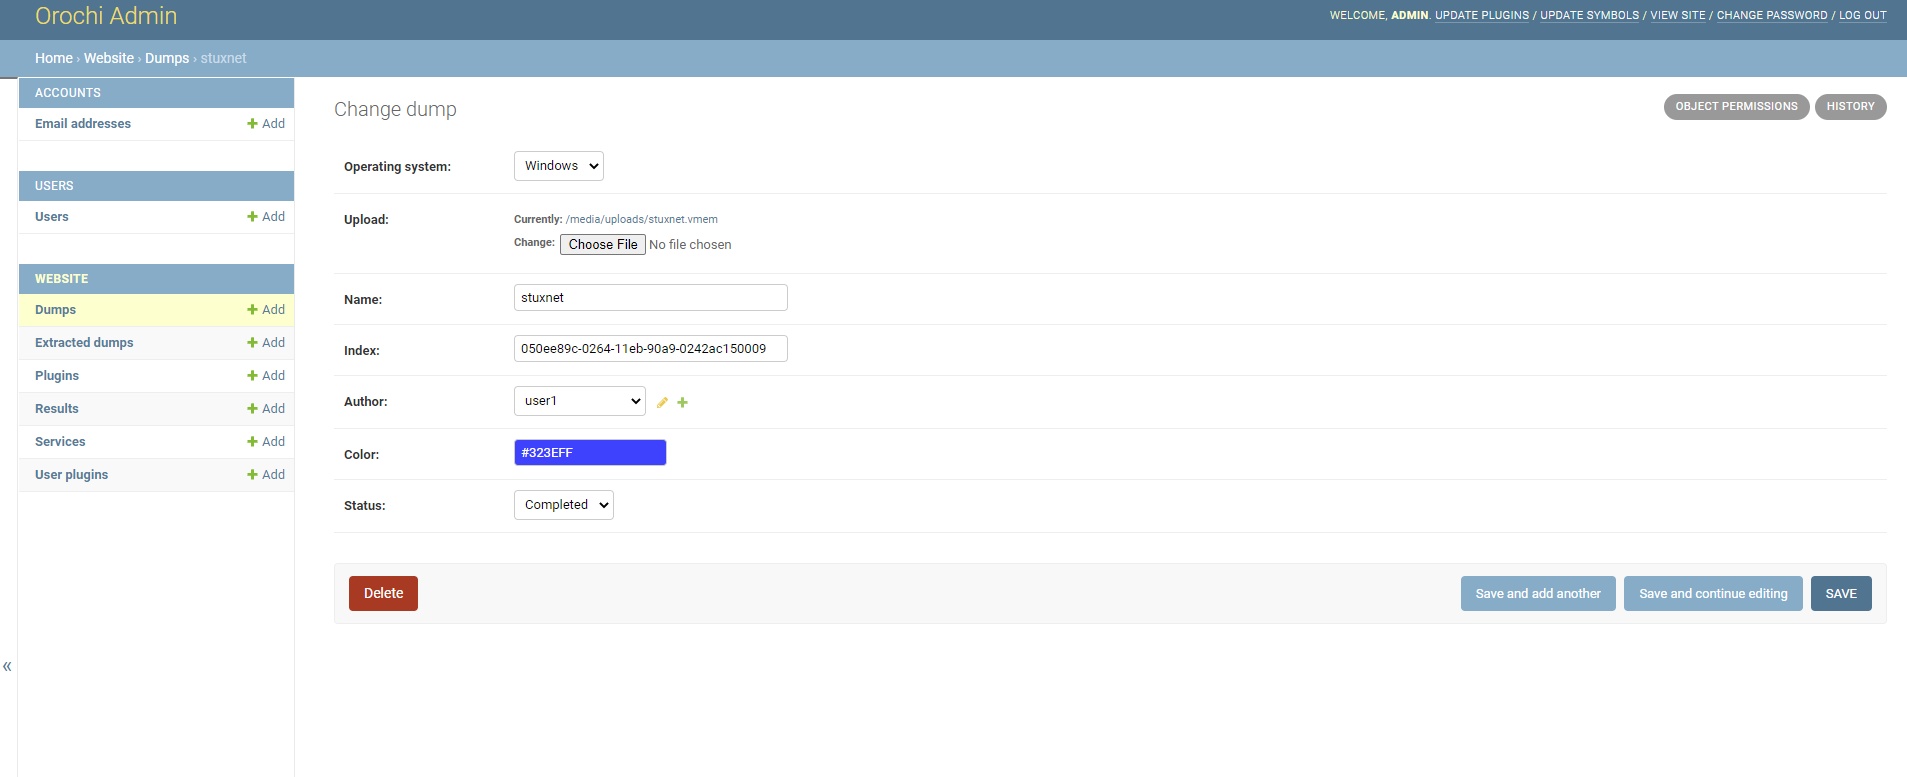 Orochi Admin
WELCOME, ADMIN. UPDATE PLUGINS / UPDATE SYMBOLS / VIEW SITE / CHANGE PASSWORD / LOG OUT
Home › Website › Dumps › stuxnet
ACCOUNTS
Email addresses + Add
USERS
Users + Add
WEBSITE
Dumps + Add
Extracted dumps + Add
Plugins + Add
Results + Add
Services + Add
User plugins + Add
«
Change dump
OBJECT PERMISSIONS HISTORY
Operating system: Windows
Upload: Currently: /media/uploads/stuxnet.vmem
Change: Choose File No file chosen
Name: stuxnet
Index: 050ee89c-0264-11eb-90a9-0242ac150009
Author: user1
Color: #323EFF
Status: Completed
Delete Save and add another Save and continue editing SAVE